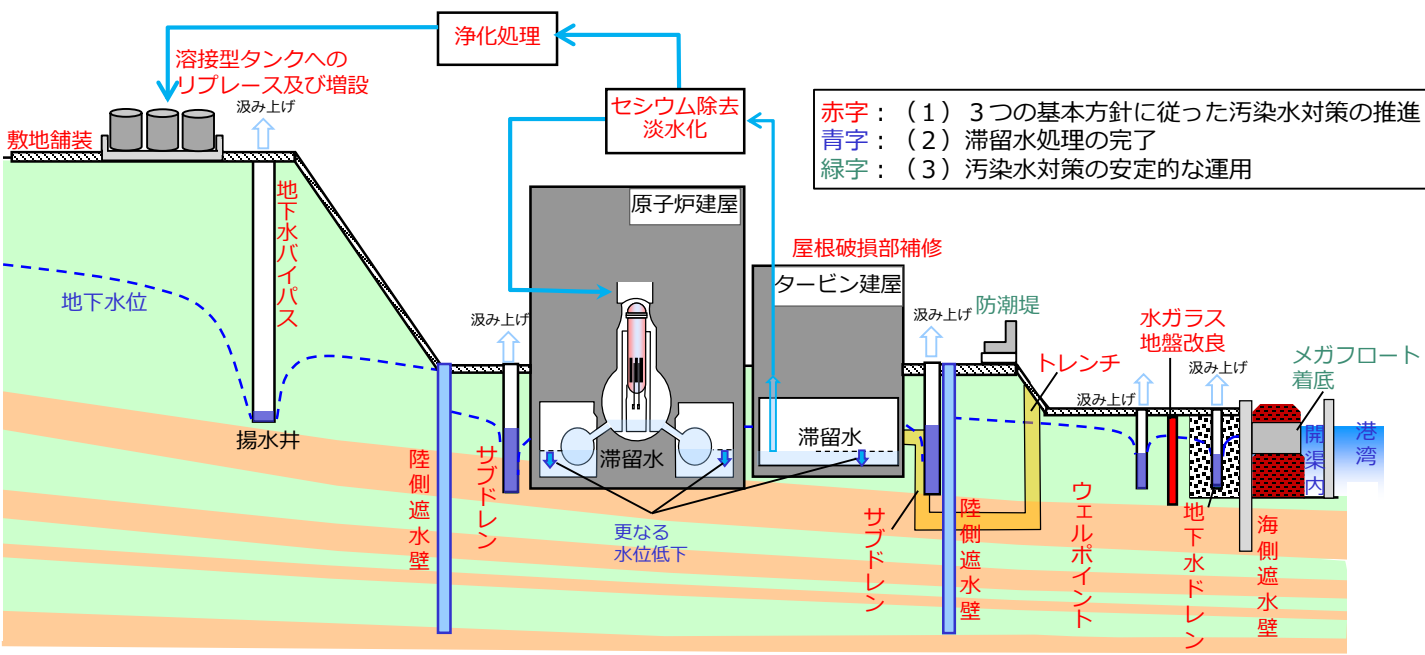 浄化処理
溶接型タンクへの
リプレース及び増設
汲み上げ
敷地舗装
セシウム除去
淡水化
赤字：（１）３つの基本方針に従った汚染水対策の推進
青字：（２）滞留水処理の完了
緑字：（３）汚染水対策の安定的な運用
地下水バイパス
地下水位
揚水井
原子炉建屋
屋根破損部補修
タービン建屋
汲み上げ
汲み上げ
防潮堤
トレンチ
水ガラス
地盤改良
汲み上げ
汲み上げ
メガフロート
着底
開渠内
港湾
滞留水
滞留水
更なる
水位低下
陸側遮水壁
サブドレン
サブドレン
陸側遮水壁
ウェルポイント
地下水ドレン
海側遮水壁